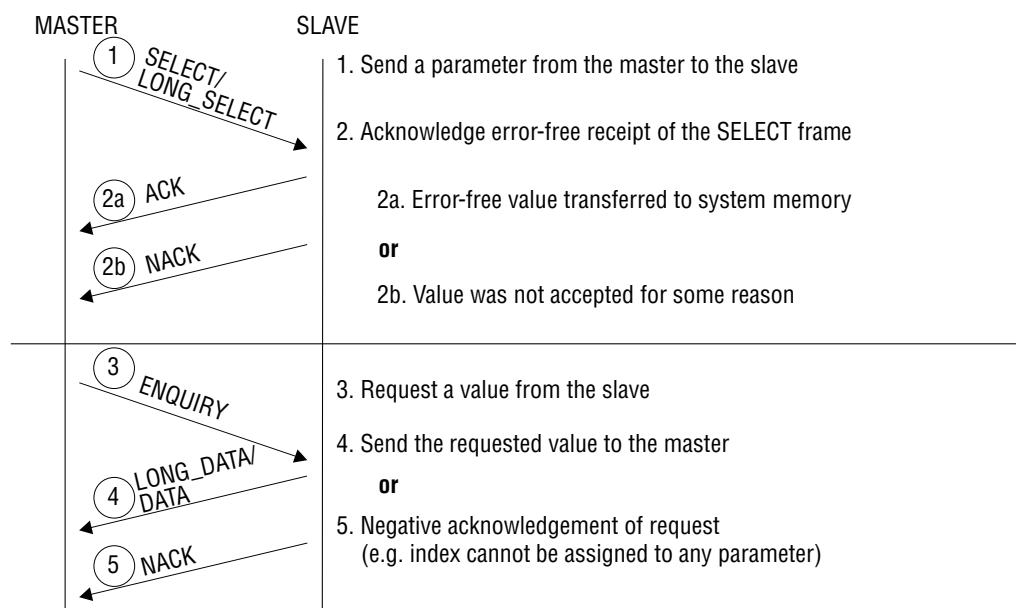 MASTER
SLAVE
1
SELECT/
LONG_SELECT
1. Send a parameter from the master to the slave
2. Acknowledge error-free receipt of the SELECT frame
2a
ACK
2a. Error-free value transferred to system memory
or
2b
NACK
2b. Value was not accepted for some reason
3
ENQUIRY
3. Request a value from the slave
4. Send the requested value to the master
4
LONG_DATA/
DATA
or
5. Negative acknowledgement of request
(e.g. index cannot be assigned to any parameter)
5
NACK